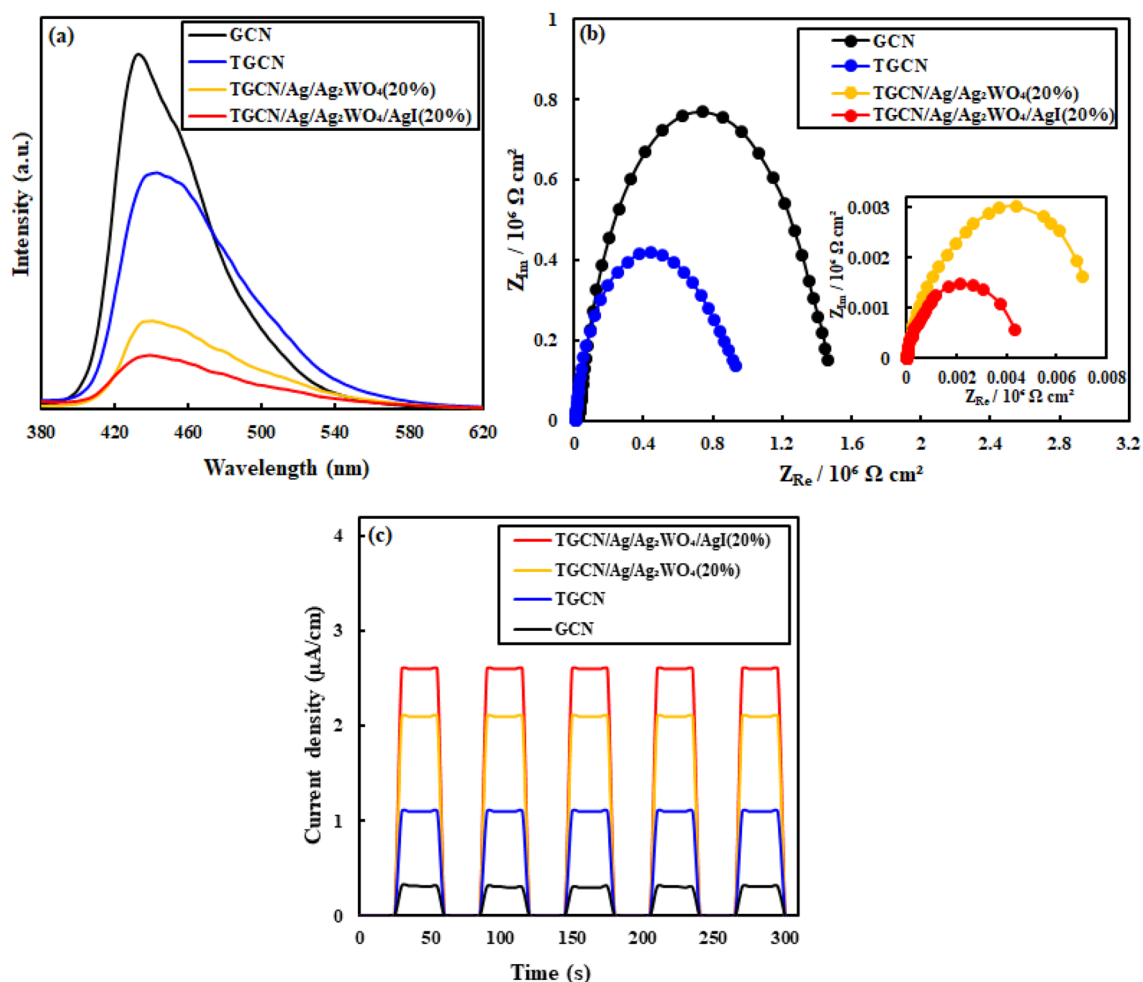 (a)
GCN
TGCN
TGCN/Ag/Ag₂WO₄(20%)
TGCN/Ag/Ag₂WO₄/AgI(20%)
Intensity (a.u.)
380 420 460 500 540 580 620
Wavelength (nm)
(b)
GCN
TGCN
TGCN/Ag/Ag₂WO₄(20%)
TGCN/Ag/Ag₂WO₄/AgI(20%)
Z_Im / 10⁶ Ω cm²
1
0.8
0.6
0.4
0.2
0
0 0.4 0.8 1.2 1.6 2 2.4 2.8 3.2
Z_Re / 10⁶ Ω cm²
Z_Im / 10⁶ Ω cm²
0.003
0.002
0.001
0
0 0.002 0.004 0.006 0.008
Z_Re / 10⁶ Ω cm²
(c)
TGCN/Ag/Ag₂WO₄/AgI(20%)
TGCN/Ag/Ag₂WO₄(20%)
TGCN
GCN
Current density (µA/cm)
4
3
2
1
0
0 50 100 150 200 250 300
Time (s)